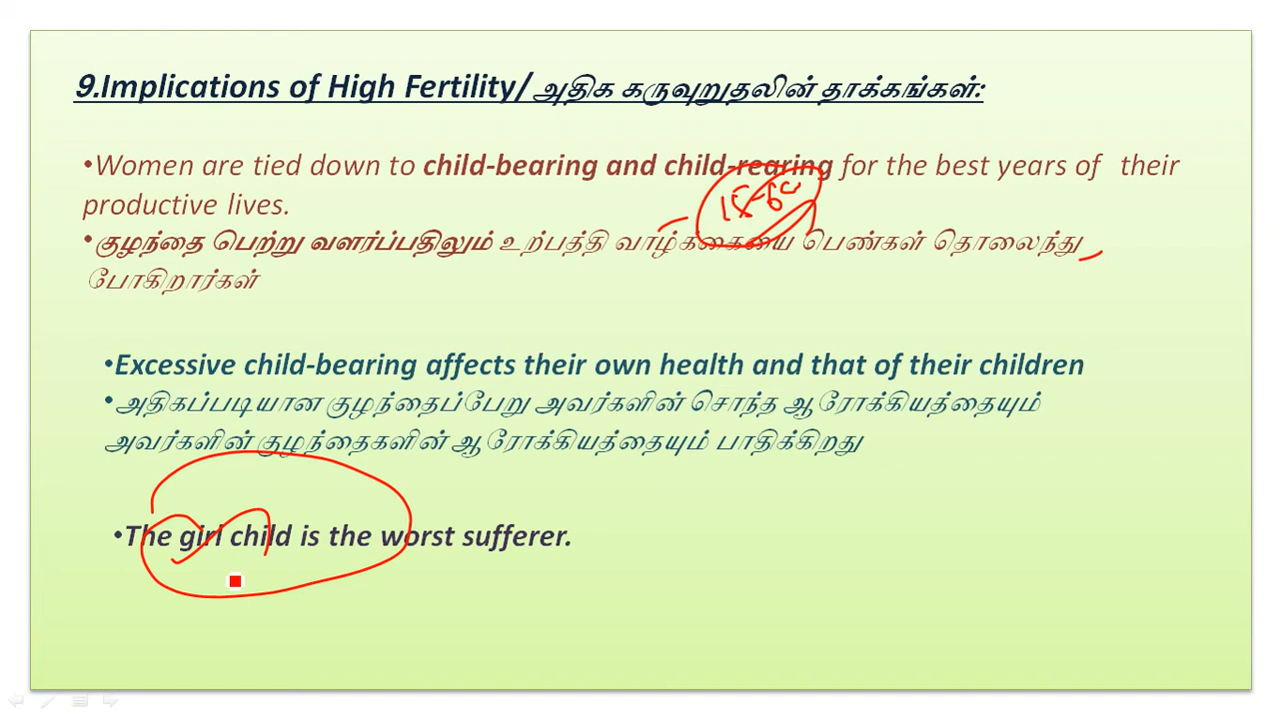 9.Implications of High Fertility/ அதிக கருவுறுதலின் தாக்கங்கள்:
•Women are tied down to child-bearing and child-rearing for the best years of their
productive lives.
15-60
•குழந்தை பெற்று வளர்ப்பதிலும் உற்பத்தி வாழ்க்கையை பெண்கள் தொலைந்து
போகிறார்கள்
•Excessive child-bearing affects their own health and that of their children
•அதிகப்படியான குழந்தைப்பேறு அவர்களின் சொந்த ஆரோக்கியத்தையும்
அவர்களின் குழந்தைகளின் ஆரோக்கியத்தையும் பாதிக்கிறது
•The girl child is the worst sufferer.